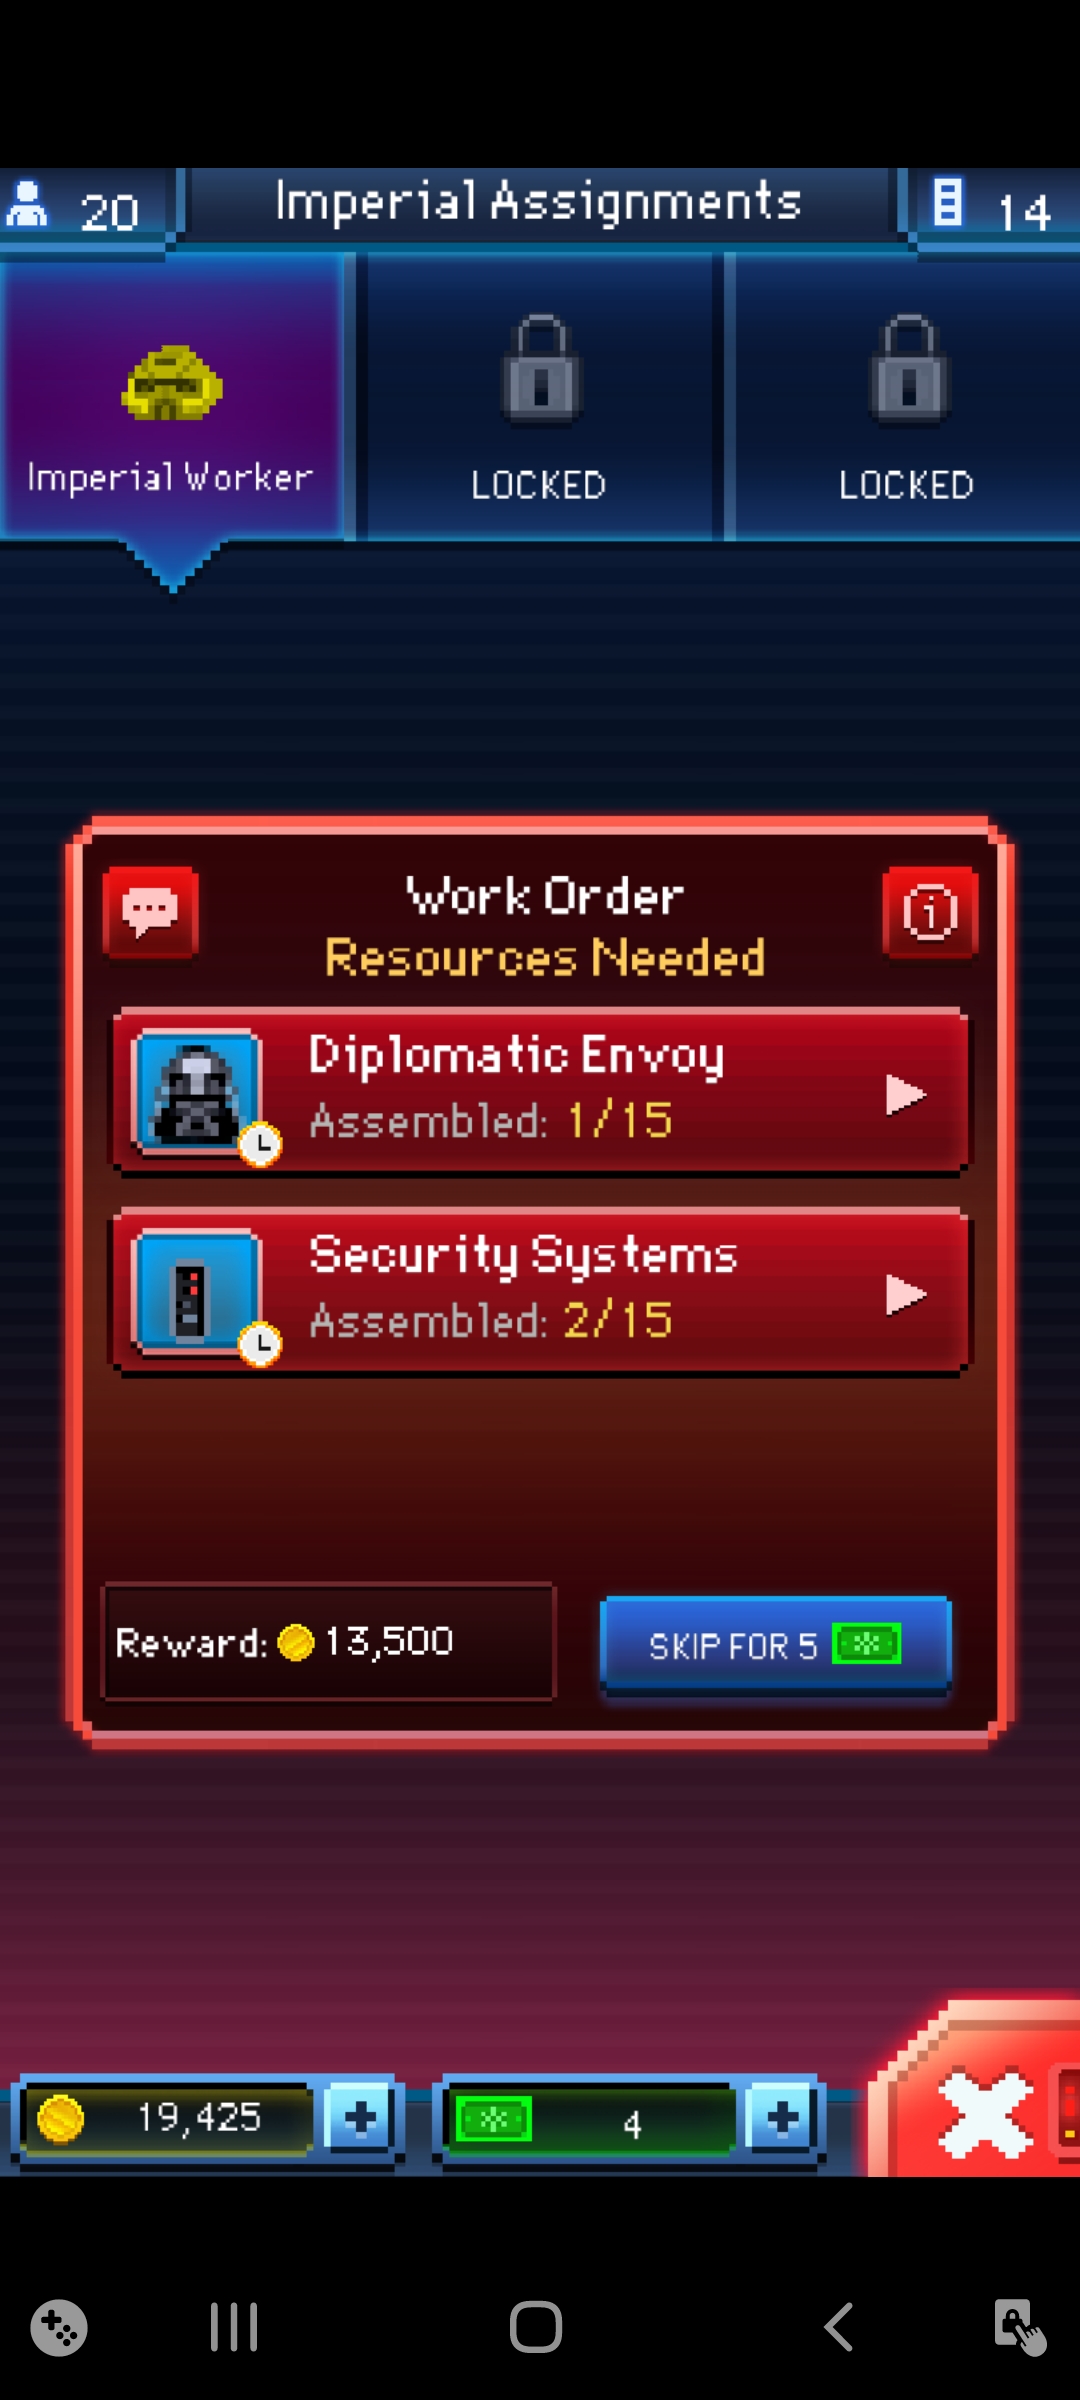 20
Imperial Assignments
14
Imperial Worker
LOCKED
LOCKED
Work Order
Resources Needed
Diplomatic Envoy
Assembled: 1/15
Security Systems
Assembled: 2/15
Reward: 13,500
SKIP FOR 5
19,425
4